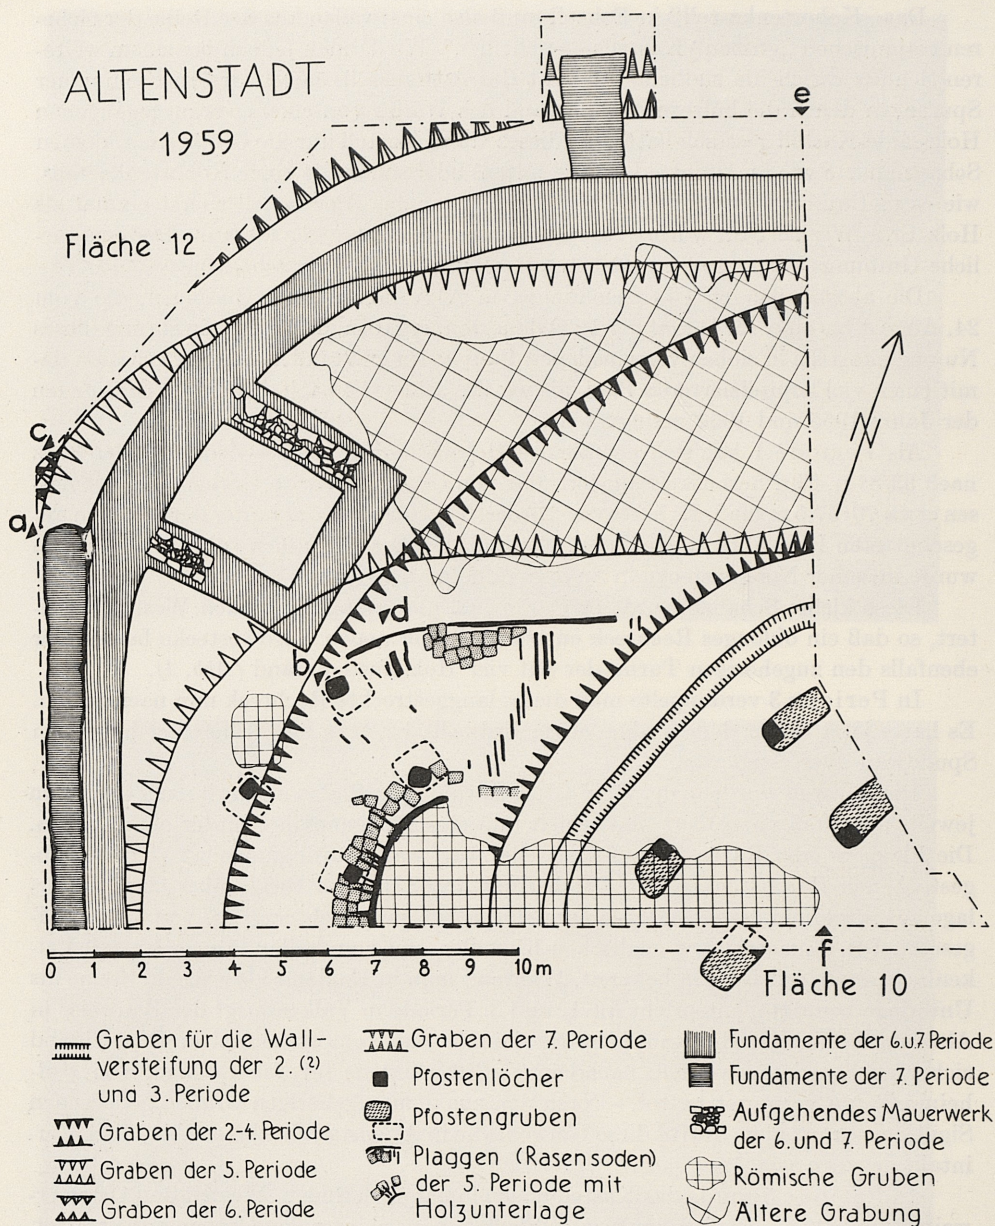 ALTENSTADT
1959
Fläche 12
e
c
a
d
b
N
f
0 1 2 3 4 5 6 7 8 9 10 m
Fläche 10
Graben für die Wall-
versteifung der 2. (?)
und 3. Periode
Graben der 2.-4. Periode
Graben der 5. Periode
Graben der 6. Periode
Graben der 7. Periode
Pfostenlöcher
Pfostengruben
Plaggen (Rasensoden)
der 5. Periode mit
Holzunterlage
Fundamente der 6.u.7 Periode
Fundamente der 7. Periode
Aufgehendes Mauerwerk
der 6. und 7. Periode
Römische Gruben
Ältere Grabung